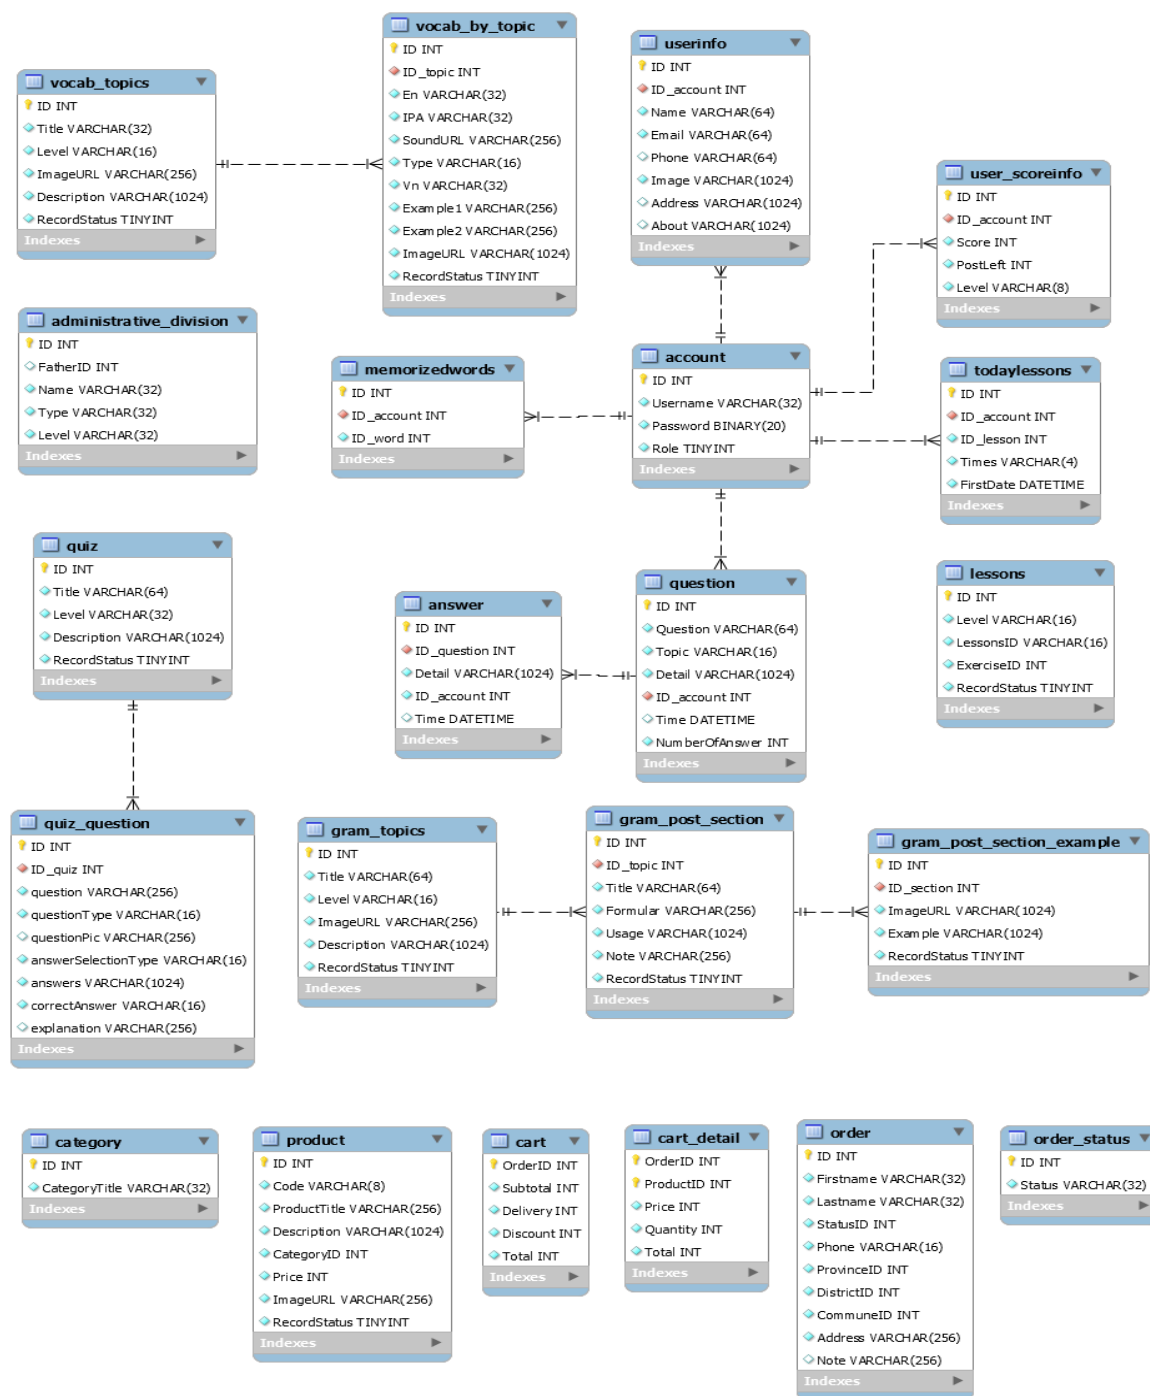 vocab_topics
ID INT
Title VARCHAR(32)
Level VARCHAR(16)
ImageURL VARCHAR(256)
Description VARCHAR(1024)
RecordStatus TINYINT
Indexes
vocab_by_topic
ID INT
ID_topic INT
En VARCHAR(32)
IPA VARCHAR(32)
SoundURL VARCHAR(256)
Type VARCHAR(16)
Vn VARCHAR(32)
Example1 VARCHAR(256)
Example2 VARCHAR(256)
ImageURL VARCHAR(1024)
RecordStatus TINYINT
Indexes
userinfo
ID INT
ID_account INT
Name VARCHAR(64)
Email VARCHAR(64)
Phone VARCHAR(64)
Image VARCHAR(1024)
Address VARCHAR(1024)
About VARCHAR(1024)
Indexes
user_scoreinfo
ID INT
ID_account INT
Score INT
PostLeft INT
Level VARCHAR(8)
Indexes
administrative_division
ID INT
FatherID INT
Name VARCHAR(32)
Type VARCHAR(32)
Level VARCHAR(32)
Indexes
memorizedwords
ID INT
ID_account INT
ID_word INT
Indexes
account
ID INT
Username VARCHAR(32)
Password BINARY(20)
Role TINYINT
Indexes
todaylessons
ID INT
ID_account INT
ID_lesson INT
Times VARCHAR(4)
FirstDate DATETIME
Indexes
quiz
ID INT
Title VARCHAR(64)
Level VARCHAR(32)
Description VARCHAR(1024)
RecordStatus TINYINT
Indexes
answer
ID INT
ID_question INT
Detail VARCHAR(1024)
ID_account INT
Time DATETIME
Indexes
question
ID INT
Question VARCHAR(64)
Topic VARCHAR(16)
Detail VARCHAR(1024)
ID_account INT
Time DATETIME
NumberOfAnswer INT
Indexes
lessons
ID INT
Level VARCHAR(16)
LessonsID VARCHAR(16)
ExerciseID INT
RecordStatus TINYINT
Indexes
quiz_question
ID INT
ID_quiz INT
question VARCHAR(256)
questionType VARCHAR(16)
questionPic VARCHAR(256)
answerSelectionType VARCHAR(16)
answers VARCHAR(1024)
correctAnswer VARCHAR(16)
explanation VARCHAR(256)
Indexes
gram_topics
ID INT
Title VARCHAR(64)
Level VARCHAR(16)
ImageURL VARCHAR(256)
Description VARCHAR(1024)
RecordStatus TINYINT
Indexes
gram_post_section
ID INT
ID_topic INT
Title VARCHAR(64)
Formular VARCHAR(256)
Usage VARCHAR(1024)
Note VARCHAR(256)
RecordStatus TINYINT
Indexes
gram_post_section_example
ID INT
ID_section INT
ImageURL VARCHAR(1024)
Example VARCHAR(1024)
RecordStatus TINYINT
Indexes
category
ID INT
CategoryTitle VARCHAR(32)
Indexes
product
ID INT
Code VARCHAR(8)
ProductTitle VARCHAR(256)
Description VARCHAR(1024)
CategoryID INT
Price INT
ImageURL VARCHAR(256)
RecordStatus TINYINT
Indexes
cart
OrderID INT
Subtotal INT
Delivery INT
Discount INT
Total INT
Indexes
cart_detail
OrderID INT
ProductID INT
Price INT
Quantity INT
Total INT
Indexes
order
ID INT
Firstname VARCHAR(32)
Lastname VARCHAR(32)
StatusID INT
Phone VARCHAR(16)
ProvinceID INT
DistrictID INT
CommuneID INT
Address VARCHAR(256)
Note VARCHAR(256)
Indexes
order_status
ID INT
Status VARCHAR(32)
Indexes